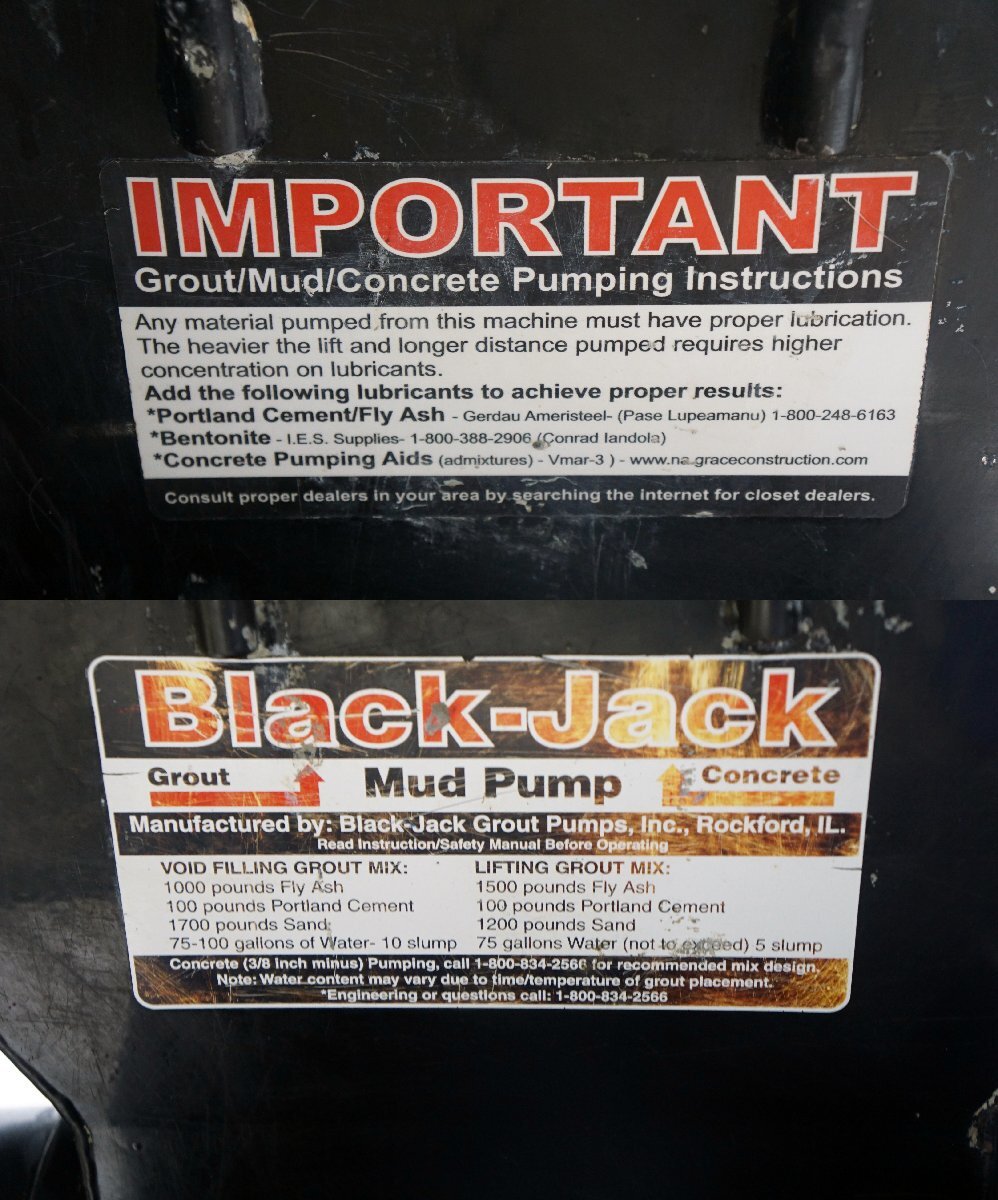 IMPORTANT
Grout/Mud/Concrete Pumping Instructions
Any material pumped from this machine must have proper lubrication.
The heavier the lift and longer distance pumped requires higher
concentration on lubricants.
Add the following lubricants to achieve proper results:
*Portland Cement/Fly Ash - Gerdau Ameristeel- (Pase Lupeamanu) 1-800-248-6163
*Bentonite - I.E.S. Supplies- 1-800-388-2906 (Conrad Iandola)
*Concrete Pumping Aids (admixtures) - Vmar-3 ) - www.na.graceconstruction.com
Consult proper dealers in your area by searching the internet for closet dealers.
Black-Jack
Grout Mud Pump Concrete
Manufactured by: Black-Jack Grout Pumps, Inc., Rockford, IL.
Read Instruction/Safety Manual Before Operating
VOID FILLING GROUT MIX:
1000 pounds Fly Ash
100 pounds Portland Cement
1700 pounds Sand
75-100 gallons of Water- 10 slump
LIFTING GROUT MIX:
1500 pounds Fly Ash
100 pounds Portland Cement
1200 pounds Sand
75 gallons Water (not to exceed) 5 slump
Concrete (3/8 inch minus) Pumping, call 1-800-834-2566 for recommended mix design.
Note: Water content may vary due to time/temperature of grout placement.
*Engineering or questions call: 1-800-834-2566